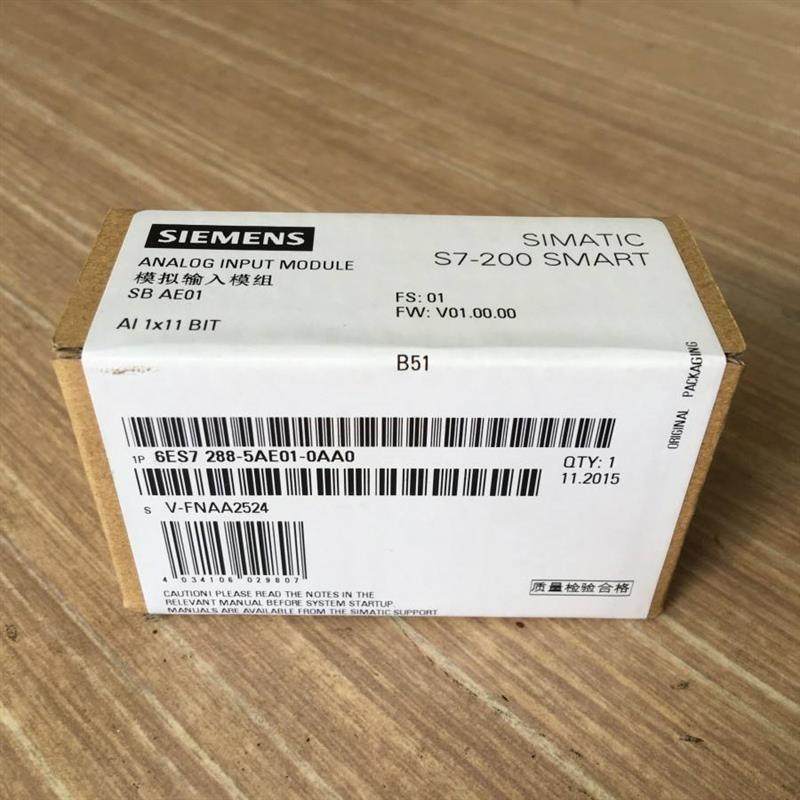 SIEMENS
SIMATIC
S7-200 SMART
ANALOG INPUT MODULE
模拟输入模组
SB AE01
FS: 01
FW: V01.00.00
AI 1x11 BIT
B51
ORIGINAL PACKAGING
1P 6ES7 288-5AE01-0AA0
QTY: 1
11.2015
S V-FNAA2524
4 034106 029807
质量检验合格
CAUTION! PLEASE READ THE NOTES IN THE
RELEVANT MANUAL BEFORE SYSTEM STARTUP.
MANUALS ARE AVAILABLE FROM THE SIMATIC SUPPORT